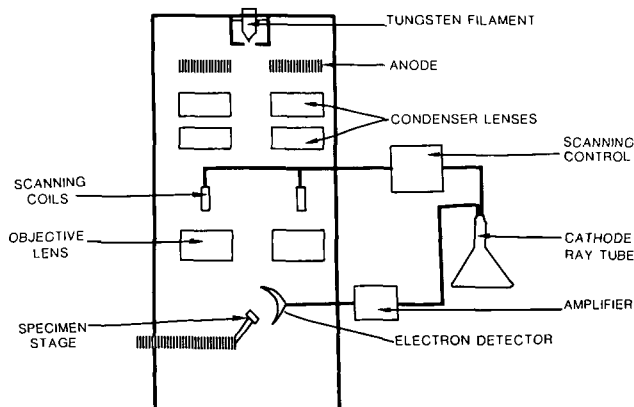 TUNGSTEN FILAMENT
ANODE
CONDENSER LENSES
SCANNING
CONTROL
SCANNING
COILS
OBJECTIVE
LENS
CATHODE
RAY TUBE
AMPLIFIER
SPECIMEN
STAGE
ELECTRON DETECTOR